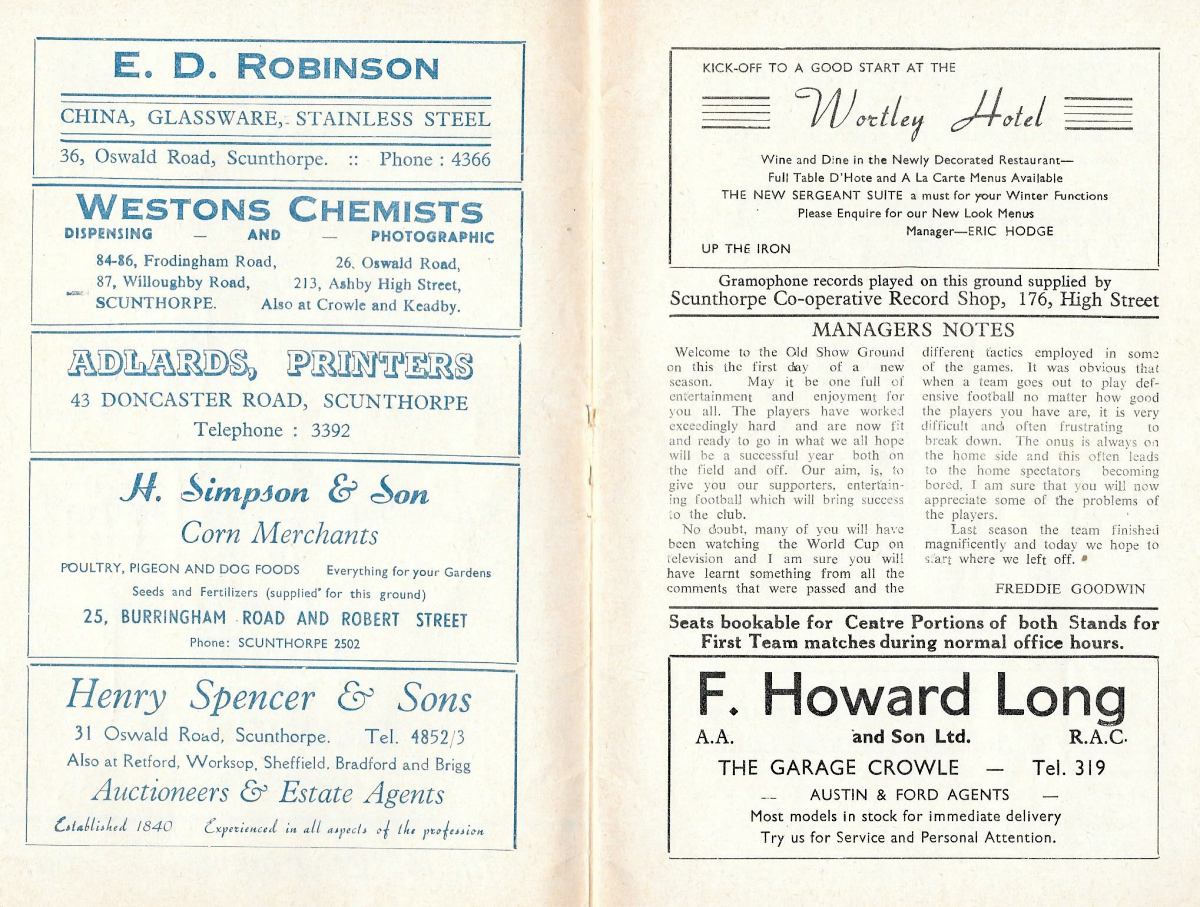 E. D. ROBINSON
CHINA, GLASSWARE, STAINLESS STEEL
36, Oswald Road, Scunthorpe. :: Phone : 4366
WESTONS CHEMISTS
DISPENSING — AND — PHOTOGRAPHIC
84-86, Frodingham Road, 26, Oswald Road,
87, Willoughby Road, 213, Ashby High Street,
SCUNTHORPE. Also at Crowle and Keadby.
ADLARDS, PRINTERS
43 DONCASTER ROAD, SCUNTHORPE
Telephone : 3392
H. Simpson & Son
Corn Merchants
POULTRY, PIGEON AND DOG FOODS Everything for your Gardens
Seeds and Fertilizers (supplied for this ground)
25, BURRINGHAM ROAD AND ROBERT STREET
Phone: SCUNTHORPE 2502
Henry Spencer & Sons
31 Oswald Road, Scunthorpe. Tel. 4852/3
Also at Retford, Worksop, Sheffield, Bradford and Brigg
Auctioneers & Estate Agents
Established 1840 Experienced in all aspects of the profession
KICK-OFF TO A GOOD START AT THE
Wortley Hotel
Wine and Dine in the Newly Decorated Restaurant—
Full Table D'Hote and A La Carte Menus Available
THE NEW SERGEANT SUITE a must for your Winter Functions
Please Enquire for our New Look Menus
Manager—ERIC HODGE
UP THE IRON
Gramophone records played on this ground supplied by
Scunthorpe Co-operative Record Shop, 176, High Street
MANAGERS NOTES
Welcome to the Old Show Ground
on this the first day of a new
season. May it be one full of
entertainment and enjoyment for
you all. The players have worked
exceedingly hard and are now fit
and ready to go in what we all hope
will be a successful year both on
the field and off. Our aim, is, to
give you our supporters, entertain-
ing football which will bring success
to the club.
No doubt, many of you will have
been watching the World Cup on
television and I am sure you will
have learnt something from all the
comments that were passed and the
different tactics employed in some
of the games. It was obvious that
when a team goes out to play def-
ensive football no matter how good
the players you have are, it is very
difficult and often frustrating to
break down. The onus is always on
the home side and this often leads
to the home spectators becoming
bored. I am sure that you will now
appreciate some of the problems of
the players.
Last season the team finished
magnificently and today we hope to
start where we left off.
FREDDIE GOODWIN
Seats bookable for Centre Portions of both Stands for
First Team matches during normal office hours.
F. Howard Long
A.A. and Son Ltd. R.A.C.
THE GARAGE CROWLE — Tel. 319
— AUSTIN & FORD AGENTS —
Most models in stock for immediate delivery
Try us for Service and Personal Attention.